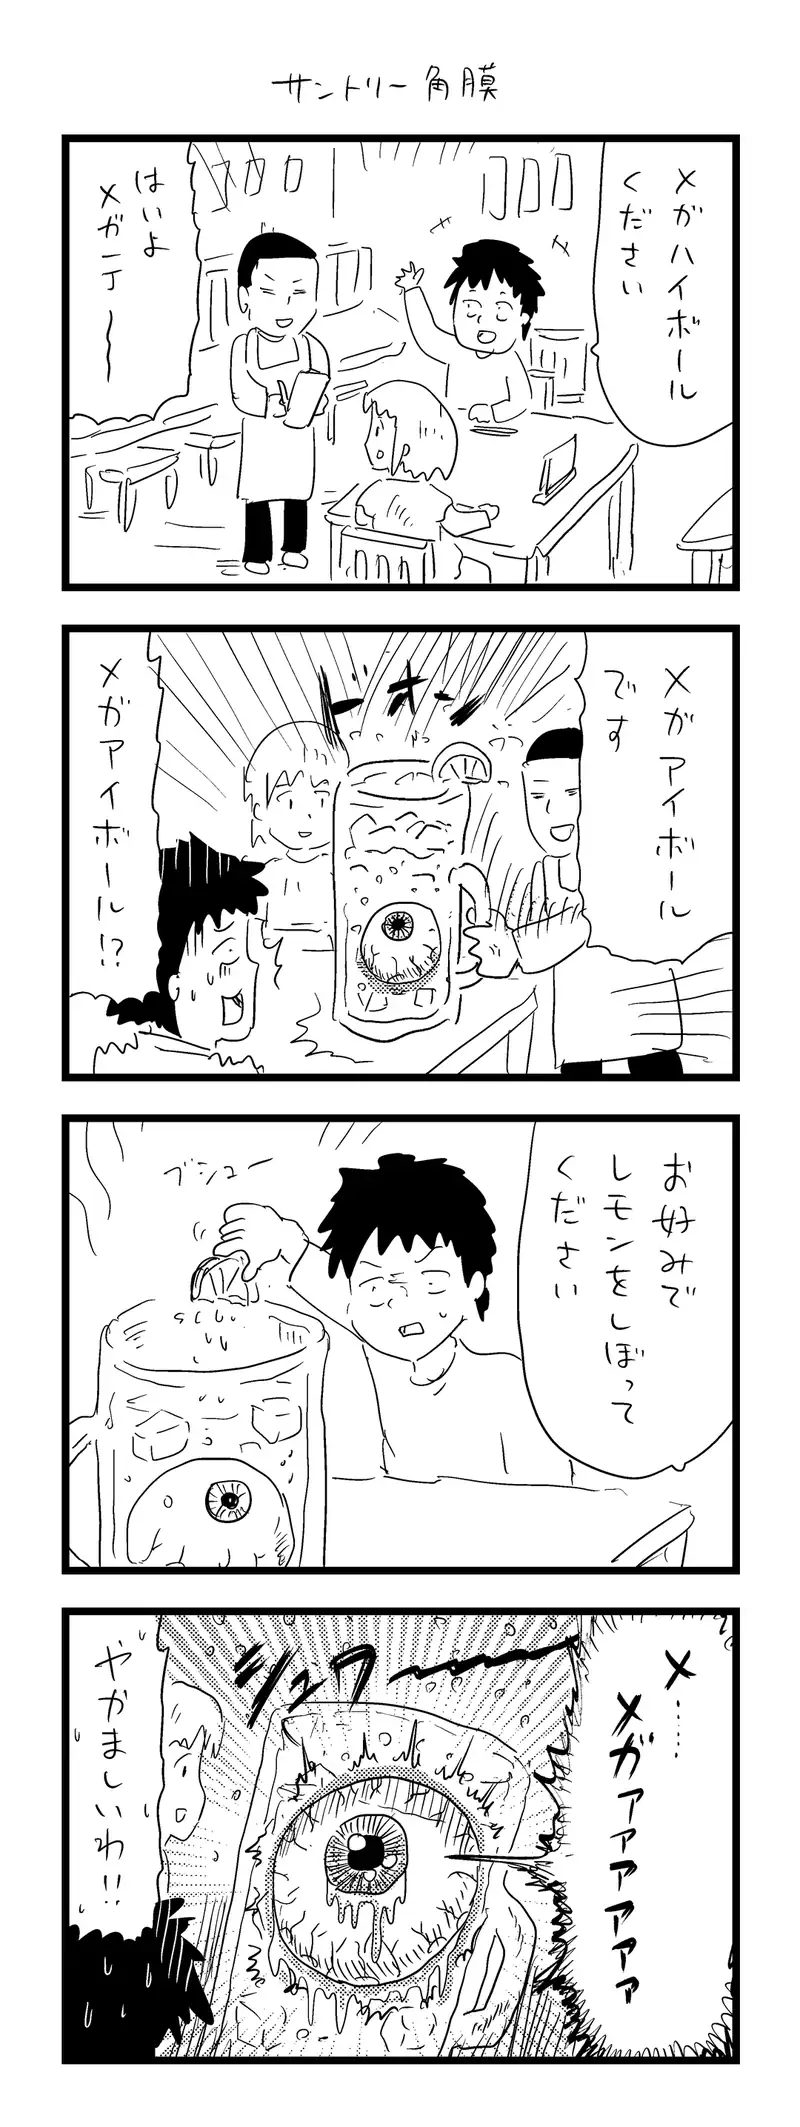 サントリー角膜
メガハイボール
ください
はいよ
メガ一丁〜〜
メガアイボール
です
ドーン
メガアイボール!?
お好みで
レモンをしぼって
ください
ブシュー
メ……
メガァァァァァァァ
ジュワ〜〜
やかましいわ!!